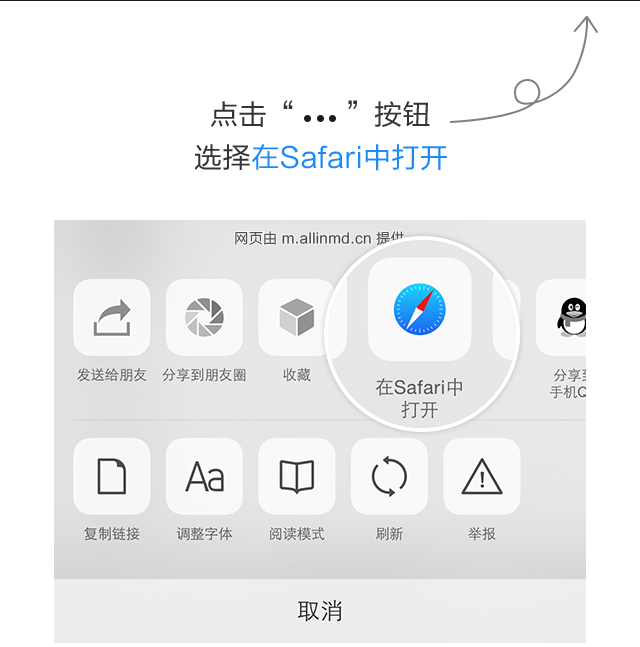 点击“ ••• ”按钮
选择在Safari中打开
网页由 m.allinmd.cn 提供
发送给朋友
分享到朋友圈
收藏
在Safari中
打开
分享到
手机Q
复制链接
Aa
调整字体
阅读模式
刷新
举报
取消